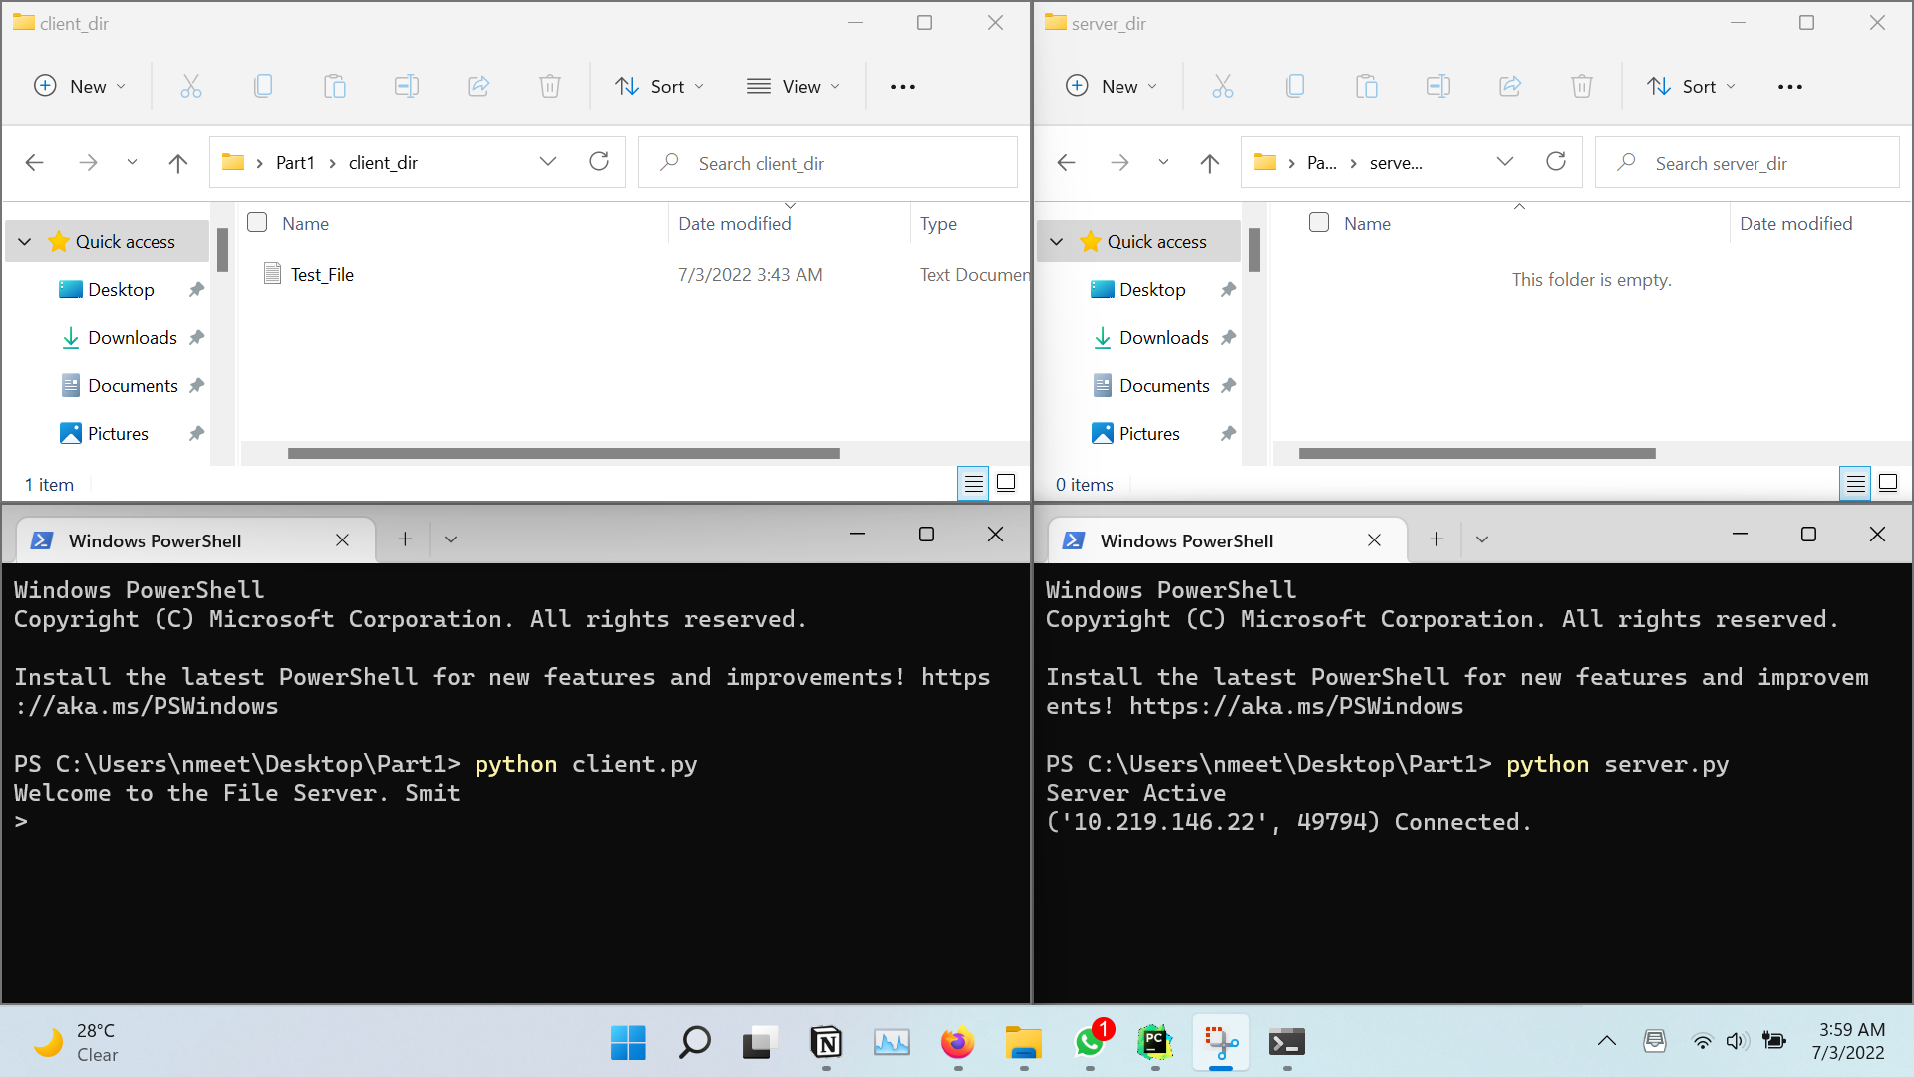 client_dir
New
Sort
View
Part1
client_dir
Search client_dir
Name
Date modified
Type
Quick access
Test_File
7/3/2022 3:43 AM
Text Documen
Desktop
Downloads
Documents
Pictures
1 item
server_dir
New
Sort
Pa...
serve...
Search server_dir
Name
Date modified
Quick access
This folder is empty.
Desktop
Downloads
Documents
Pictures
0 items
Windows PowerShell
Windows PowerShell
Copyright (C) Microsoft Corporation. All rights reserved.
Install the latest PowerShell for new features and improvements! https
://aka.ms/PSWindows
PS C:\Users\nmeet\Desktop\Part1> python client.py
Welcome to the File Server. Smit
>
Windows PowerShell
Windows PowerShell
Copyright (C) Microsoft Corporation. All rights reserved.
Install the latest PowerShell for new features and improvem
ents! https://aka.ms/PSWindows
PS C:\Users\nmeet\Desktop\Part1> python server.py
Server Active
('10.219.146.22', 49794) Connected.
28°C
Clear
N
1
PC
3:59 AM
7/3/2022